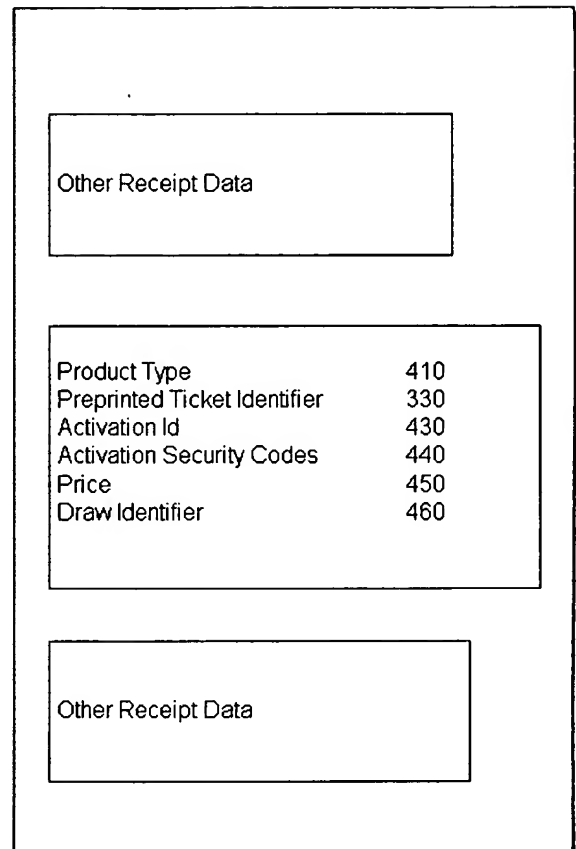 Other Receipt Data
Product Type 410
Preprinted Ticket Identifier 330
Activation Id 430
Activation Security Codes 440
Price 450
Draw Identifier 460
Other Receipt Data